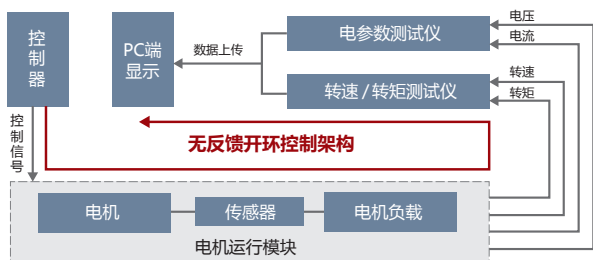 控制器
PC端
显示
数据上传
电参数测试仪
转速/转矩测试仪
电压
电流
转速
转矩
控制信号
无反馈开环控制架构
电机
传感器
电机负载
电机运行模块